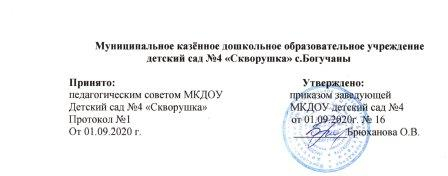 Муниципальное казённое дошкольное образовательное учреждение
детский сад №4 «Скворушка» с.Богучаны
Принято: Утверждено:
педагогическим советом МКДОУ приказом заведующей
Детский сад №4 «Скворушка» МКДОУ детский сад №4
Протокол №1 от 01.09.2020г. № 16
От 01.09.2020 г. Брюханова О.В.